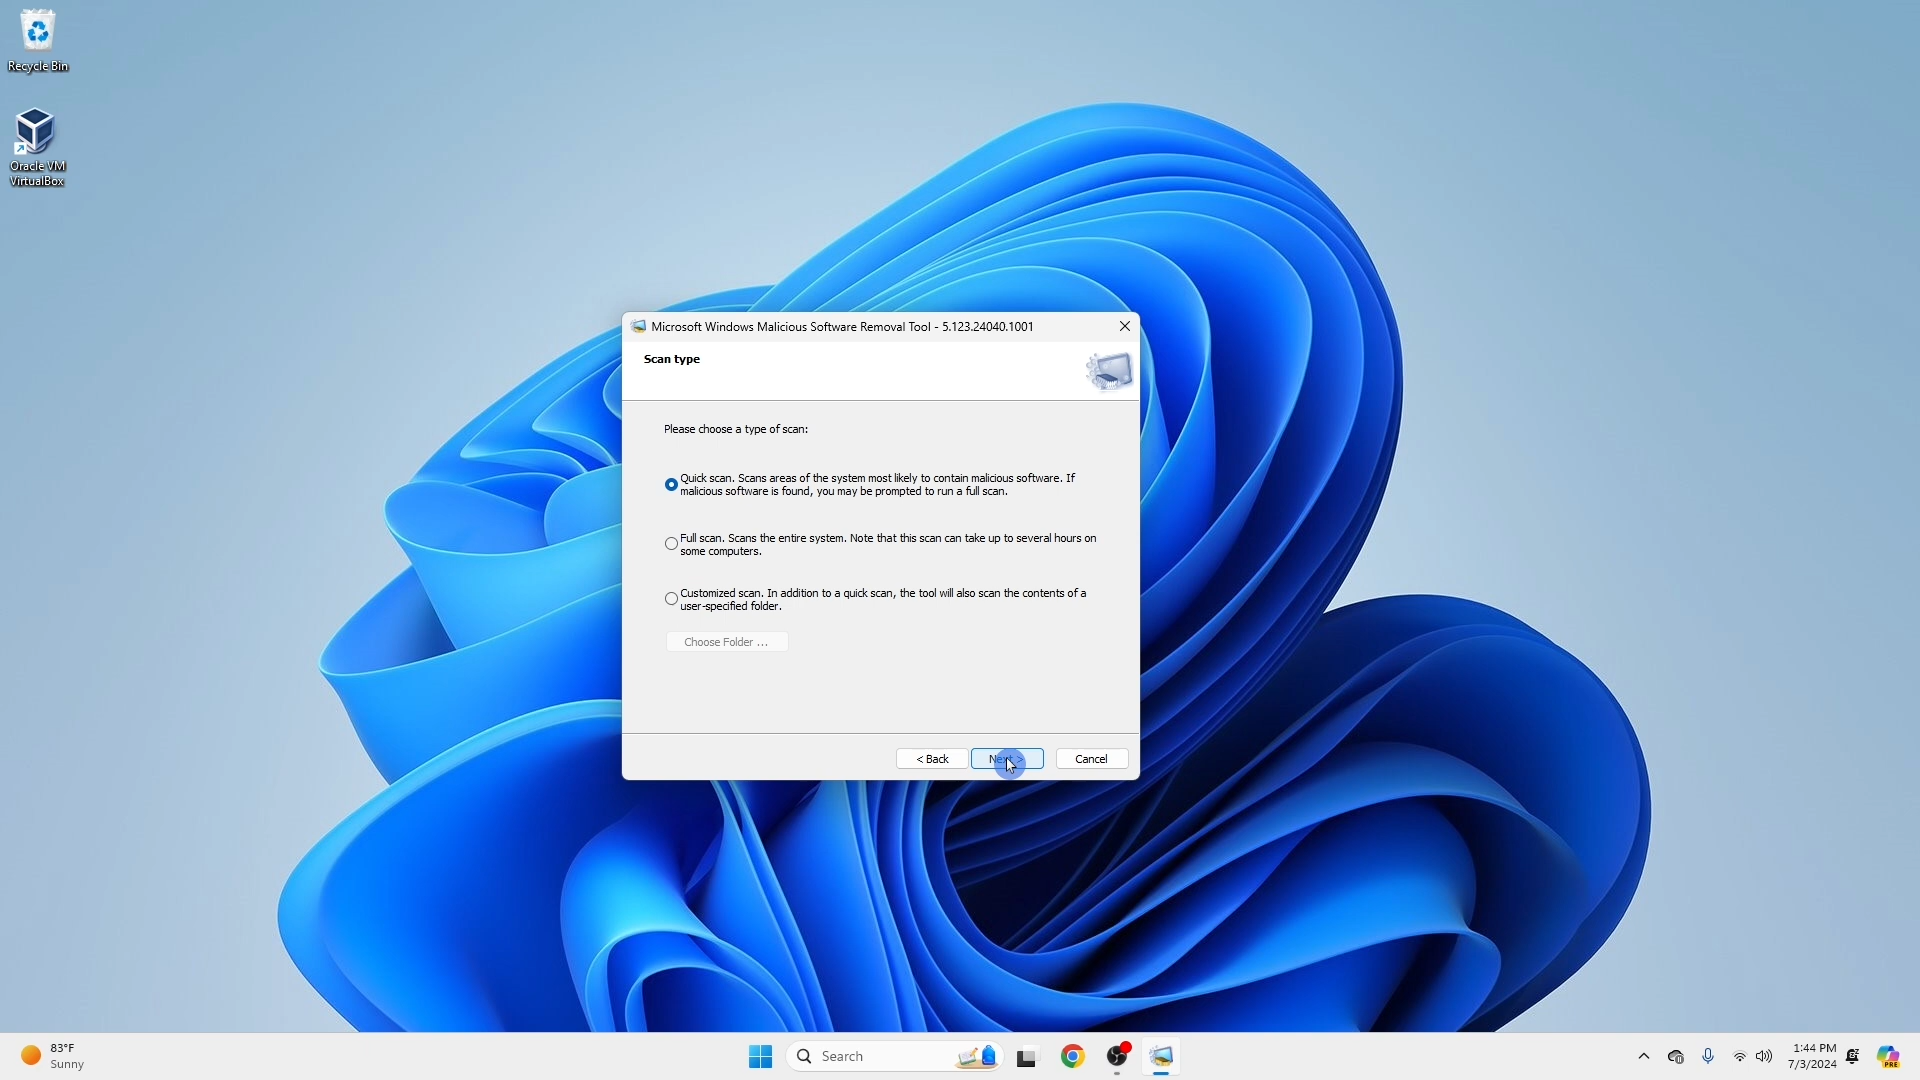 Recycle Bin
Oracle VM
VirtualBox
Microsoft Windows Malicious Software Removal Tool - 5.123.24040.1001
Scan type
Please choose a type of scan:
Quick scan. Scans areas of the system most likely to contain malicious software. If
malicious software is found, you may be prompted to run a full scan.
Full scan. Scans the entire system. Note that this scan can take up to several hours on
some computers.
Customized scan. In addition to a quick scan, the tool will also scan the contents of a
user-specified folder.
Choose Folder ...
< Back
Next >
Cancel
83°F
Sunny
Search
1:44 PM
7/3/2024
PRE